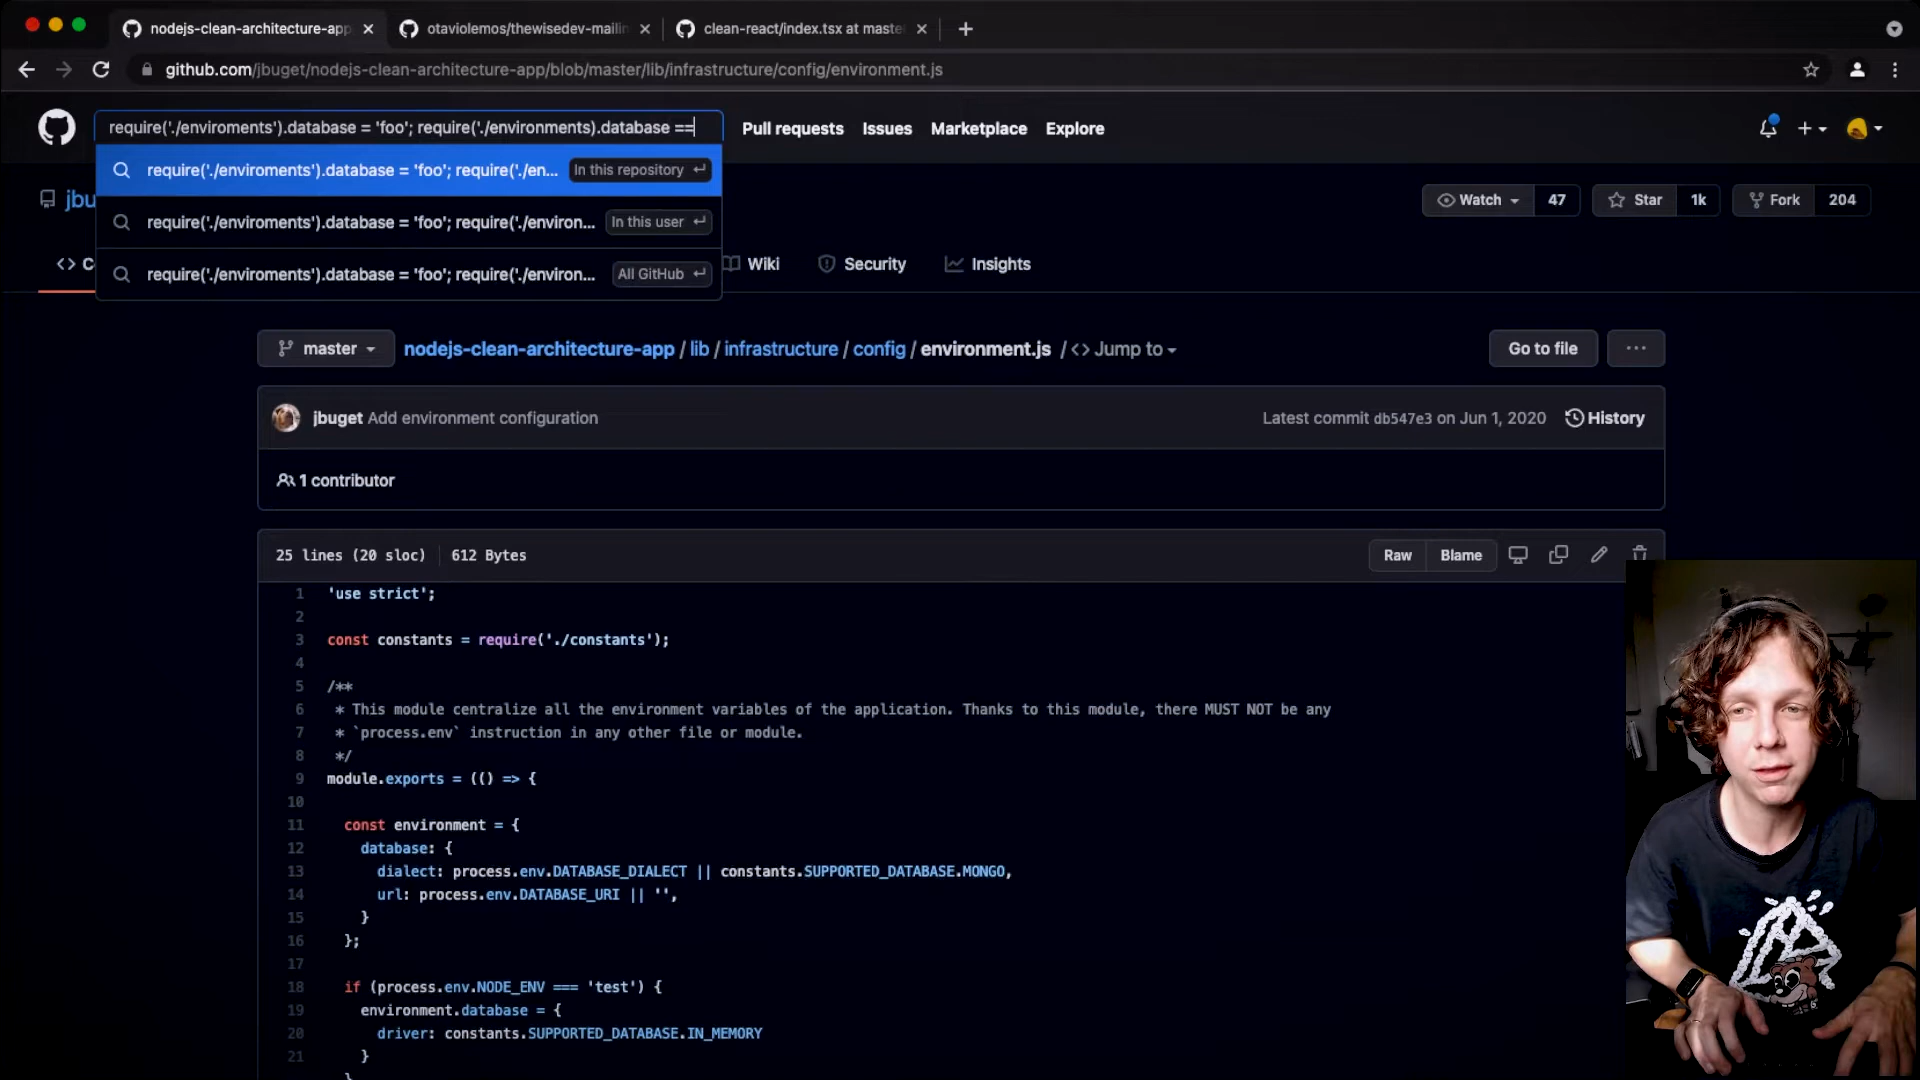 nodejs-clean-architecture-app
otaviolemos/thewisedev-mailin
clean-react/index.tsx at maste
github.com/jbuget/nodejs-clean-architecture-app/blob/master/lib/infrastructure/config/environment.js
require('./enviroments').database = 'foo'; require('./environments).database ==
Pull requests
Issues
Marketplace
Explore
require('./enviroments').database = 'foo'; require('./en...
In this repository
require('./enviroments').database = 'foo'; require('./environ...
In this user
require('./enviroments').database = 'foo'; require('./environ...
All GitHub
jbu
Watch
47
Star
1k
Fork
204
<> C
Wiki
Security
Insights
master
nodejs-clean-architecture-app / lib / infrastructure / config / environment.js / <> Jump to
Go to file
...
jbuget Add environment configuration
Latest commit db547e3 on Jun 1, 2020
History
1 contributor
25 lines (20 sloc)
612 Bytes
Raw
Blame
1 'use strict';
2
3 const constants = require('./constants');
4
5 /**
6 * This module centralize all the environment variables of the application. Thanks to this module, there MUST NOT be any
7 * `process.env` instruction in any other file or module.
8 */
9 module.exports = (() => {
10
11 const environment = {
12 database: {
13 dialect: process.env.DATABASE_DIALECT || constants.SUPPORTED_DATABASE.MONGO,
14 url: process.env.DATABASE_URI || '',
15 }
16 };
17
18 if (process.env.NODE_ENV === 'test') {
19 environment.database = {
20 driver: constants.SUPPORTED_DATABASE.IN_MEMORY
21 }